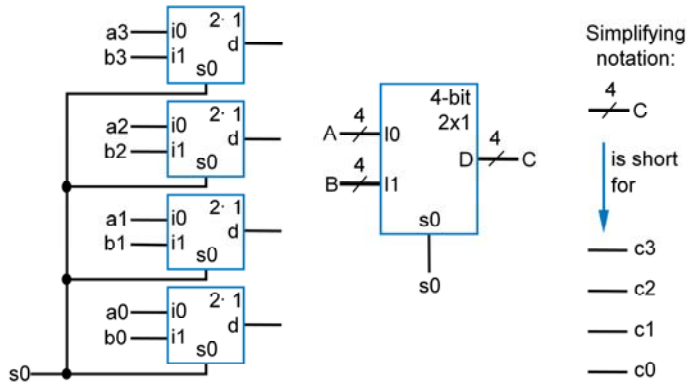 2· 1
a3 i0
d
b3 i1
s0
2· 1
a2 i0
d
b2 i1
s0
2· 1
a1 i0
d
b1 i1
s0
2· 1
a0 i0
d
b0 i1
s0
s0
4-bit
2x1
4
A I0
4
D C
4
B I1
s0
s0
Simplifying
notation:
4
C
is short
for
c3
c2
c1
c0